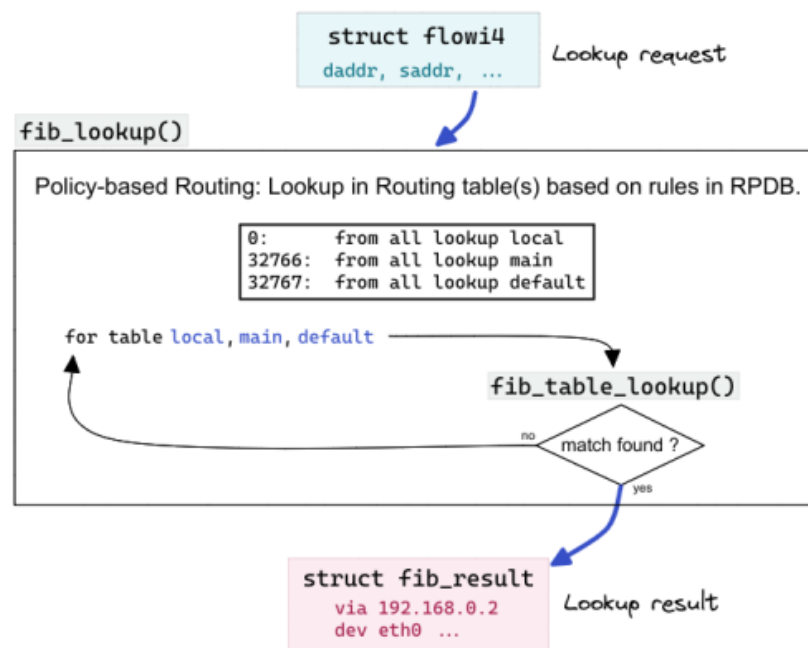 struct flowi4
daddr, saddr, ...
Lookup request
fib_lookup()
Policy-based Routing: Lookup in Routing table(s) based on rules in RPDB.
0: from all lookup local
32766: from all lookup main
32767: from all lookup default
for table local, main, default
fib_table_lookup()
no
match found ?
yes
struct fib_result
via 192.168.0.2
dev eth0 ...
Lookup result